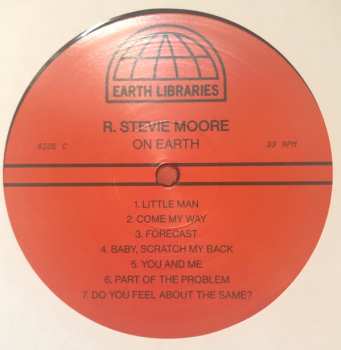 EARTH LIBRARIES
R. STEVIE MOORE
ON EARTH
SIDE C
33 RPM
1. LITTLE MAN
2. COME MY WAY
3. FORECAST
4. BABY, SCRATCH MY BACK
5. YOU AND ME
6. PART OF THE PROBLEM
7. DO YOU FEEL ABOUT THE SAME?